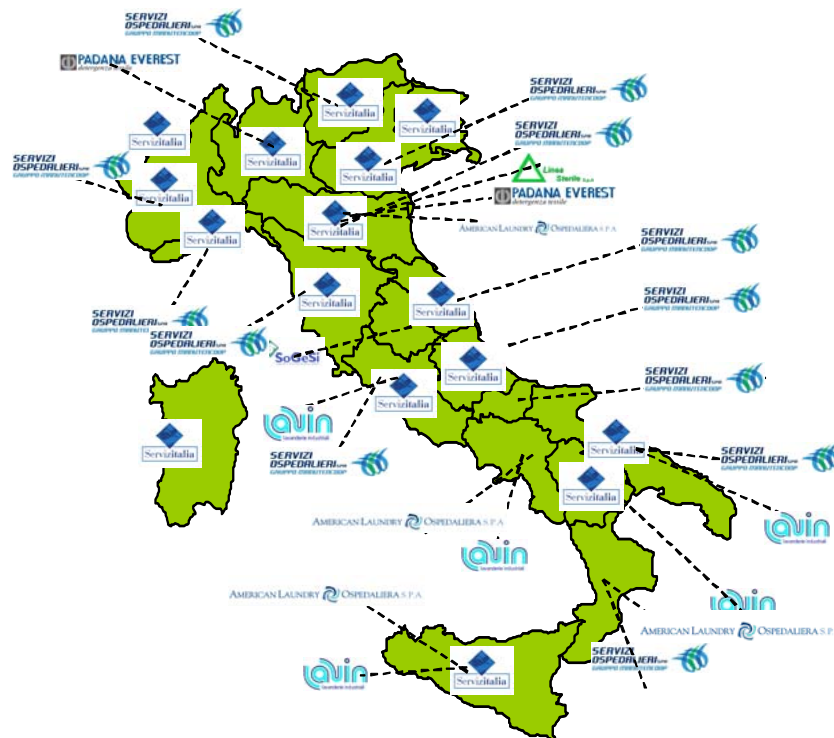 SERVIZI
OSPEDALIERI S.P.A.
GRUPPO MANUTENCOOP
PADANA EVEREST
detergenza tessile
Servizitalia
Servizitalia
SERVIZI
OSPEDALIERI S.P.A.
GRUPPO MANUTENCOOP
Servizitalia
Servizitalia
SERVIZI
OSPEDALIERI S.P.A.
GRUPPO MANUTENCOOP
Servizitalia
SERVIZI
OSPEDALIERI S.P.A.
GRUPPO MANUTENCOOP
Linea
Sterile S.p.A.
Servizitalia
PADANA EVEREST
detergenza tessile
Servizitalia
Servizitalia
AMERICAN LAUNDRY OSPEDALIERA S.P.A
SERVIZI
OSPEDALIERI S.P.A.
GRUPPO MANUTENCOOP
Servizitalia
Servizitalia
SERVIZI
OSPEDALIERI S.P.A.
GRUPPO MANUTENCOOP
SERVIZI
OSPEDALIERI
GRUPPO MANUTENC
SERVIZI
OSPEDALIERI S.P.A.
GRUPPO MANUTENCOOP
SoGeSi
Servizitalia
SERVIZI
OSPEDALIERI S.P.A.
GRUPPO MANUTENCOOP
Servizitalia
lavin
lavanderie industriali
Servizitalia
Servizitalia
SERVIZI
OSPEDALIERI S.P.A.
GRUPPO MANUTENCOOP
SERVIZI
OSPEDALIERI S.P.A.
GRUPPO MANUTENCOOP
Servizitalia
AMERICAN LAUNDRY OSPEDALIERA S.P.A
lavin
lavanderie industriali
lavin
lavanderie industriali
lavin
AMERICAN LAUNDRY OSPEDALIERA S.P.A
AMERICAN LAUNDRY OSPEDALIERA S.P
SERVIZI
OSPEDALIERI S.P.A.
GRUPPO MANUTENCOOP
lavin
lavanderie industriali
Servizitalia